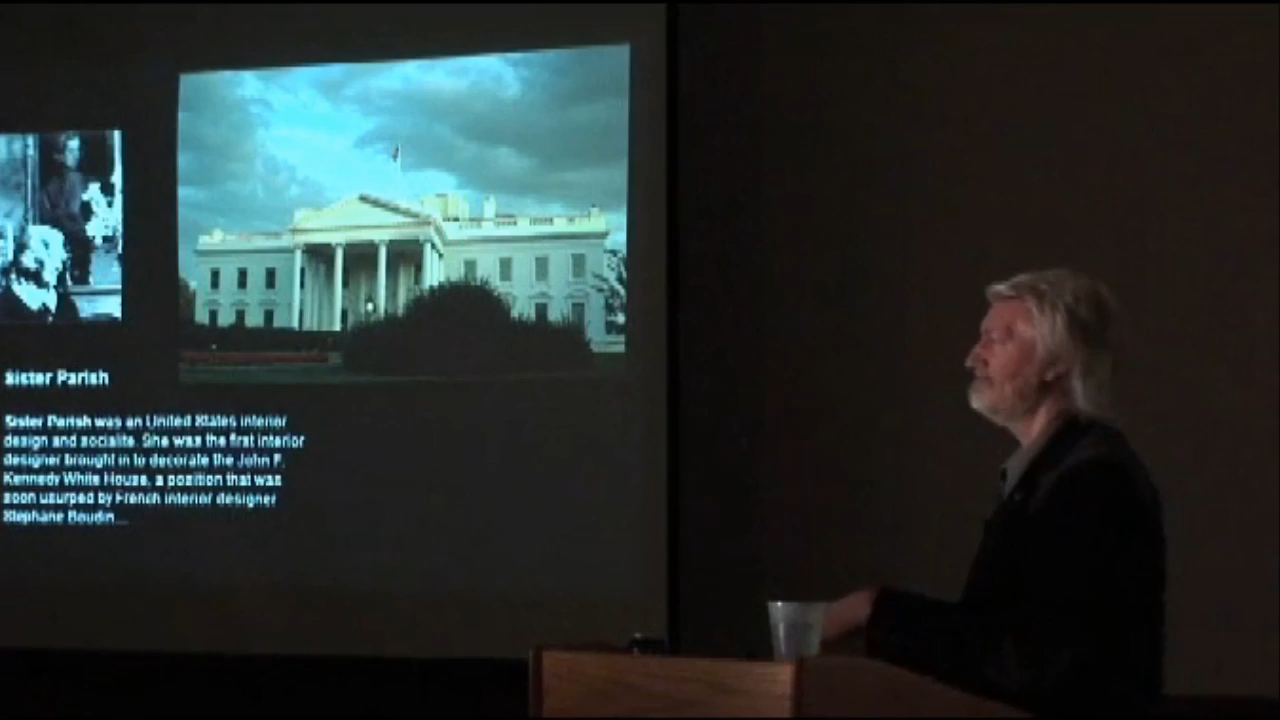 Sister Parish
Sister Parish was an United States interior
design and socialite. She was the first interior
designer brought in to decorate the John F.
Kennedy White House, a position that was
soon usurped by French interior designer
Stephane Boudin...